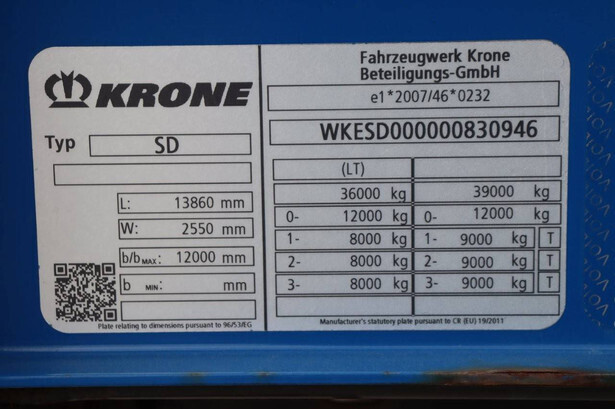 KRONE
Typ SD
L: 13860 mm
W: 2550 mm
b/bMAX: 12000 mm
b MIN: mm
Plate relating to dimensions pursuant to 96/53/EG
Fahrzeugwerk Krone
Beteiligungs-GmbH
e1*2007/46*0232
WKESD000000830946
(LT)
36000 kg 39000 kg
0- 12000 kg 0- 12000 kg
1- 8000 kg 1- 9000 kg T
2- 8000 kg 2- 9000 kg T
3- 8000 kg 3- 9000 kg T
Manufacturer's statutory plate pursuant to CR (EU) 19/2011